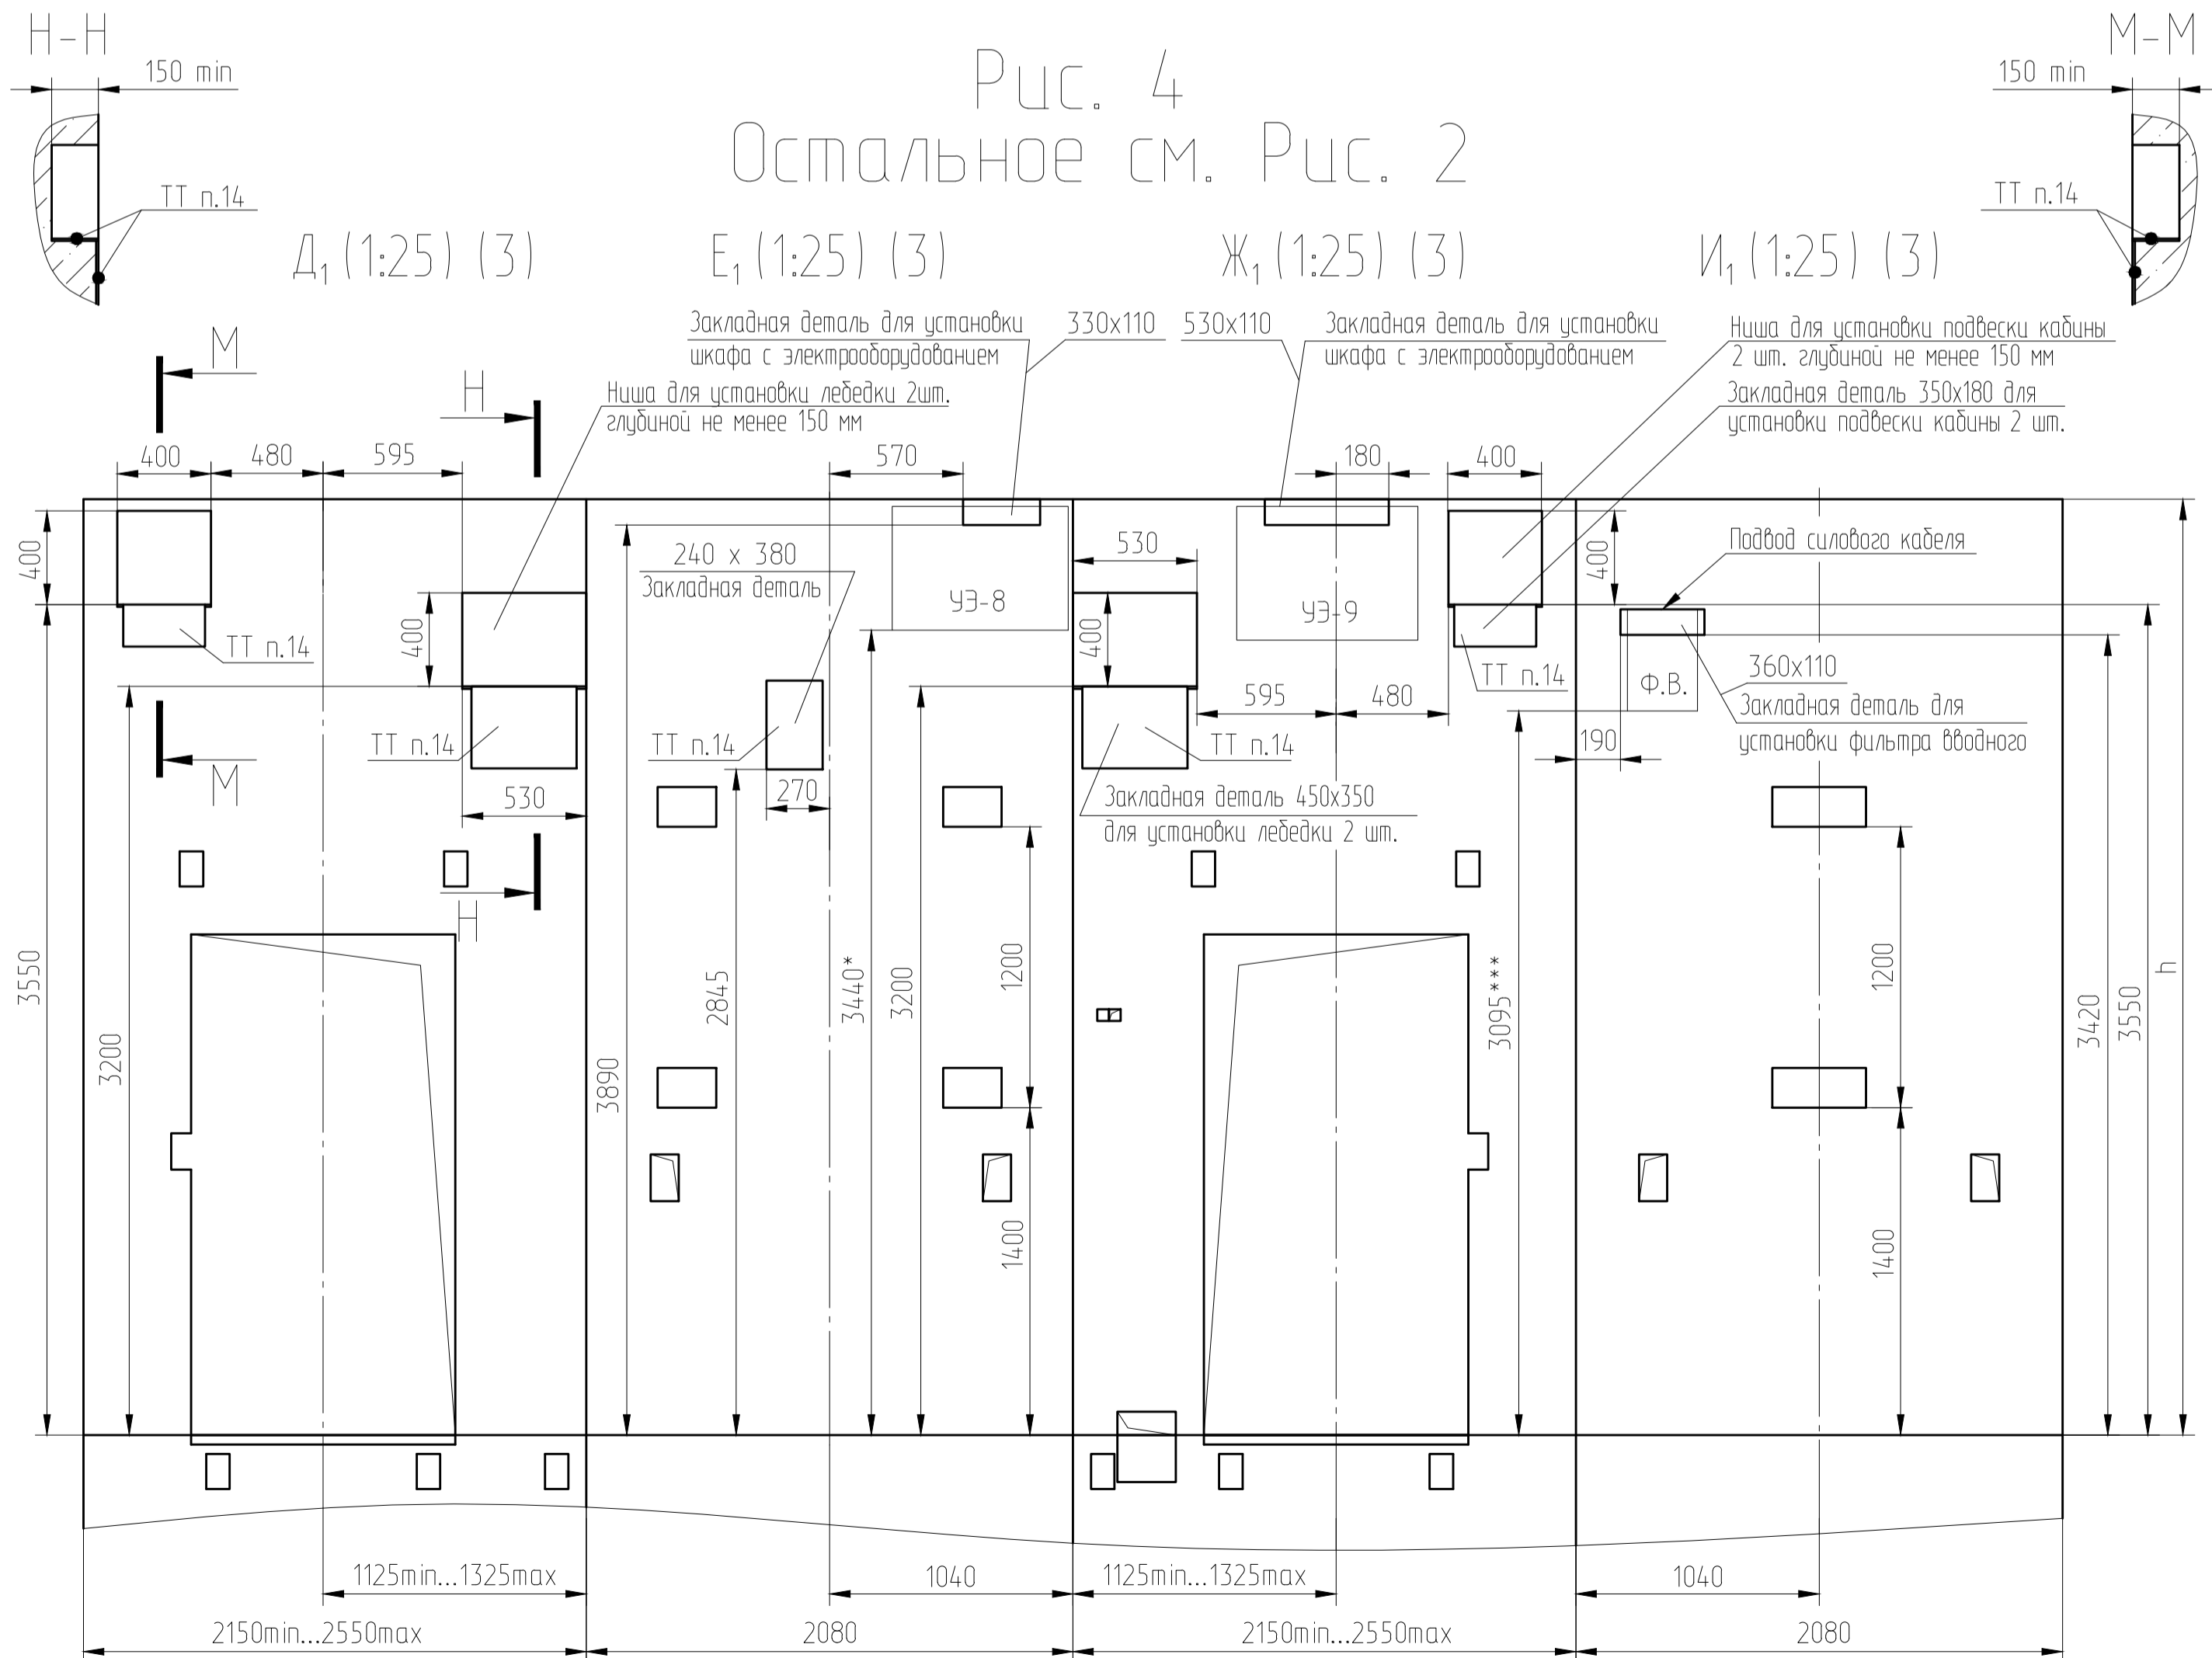 Н-Н
М-М
150 min
150 min
Рис. 4
Остальное см. Рис. 2
ТТ п.14
ТТ п.14
Д₁ (1:25) (3)
Е₁ (1:25) (3)
Ж₁ (1:25) (3)
И₁ (1:25) (3)
Закладная деталь для установки
шкафа с электрооборудованием
330х110
530х110
Закладная деталь для установки
шкафа с электрооборудованием
Ниша для установки подвески кабины
2 шт. глубиной не менее 150 мм
М
Н
Ниша для установки лебедки 2шт.
глубиной не менее 150 мм
Закладная деталь 350х180 для
установки подвески кабины 2 шт.
400
480
595
570
180
400
400
240 х 380
Закладная деталь
УЭ-8
530
УЭ-9
400
Подвод силового кабеля
400
ТТ п.14
400
595
480
ТТ п.14
360х110
Ф.В.
Закладная деталь для
установки фильтра вводного
ТТ п.14
ТТ п.14
ТТ п.14
190
М
530
270
Закладная деталь 450х350
для установки лебедки 2 шт.
Н
3550
3200
3890
2845
3440*
3200
1200
3095***
1200
3420
3550
h
1400
1400
1125min...1325max
1040
1125min...1325max
1040
2150min...2550max
2080
2150min...2550max
2080